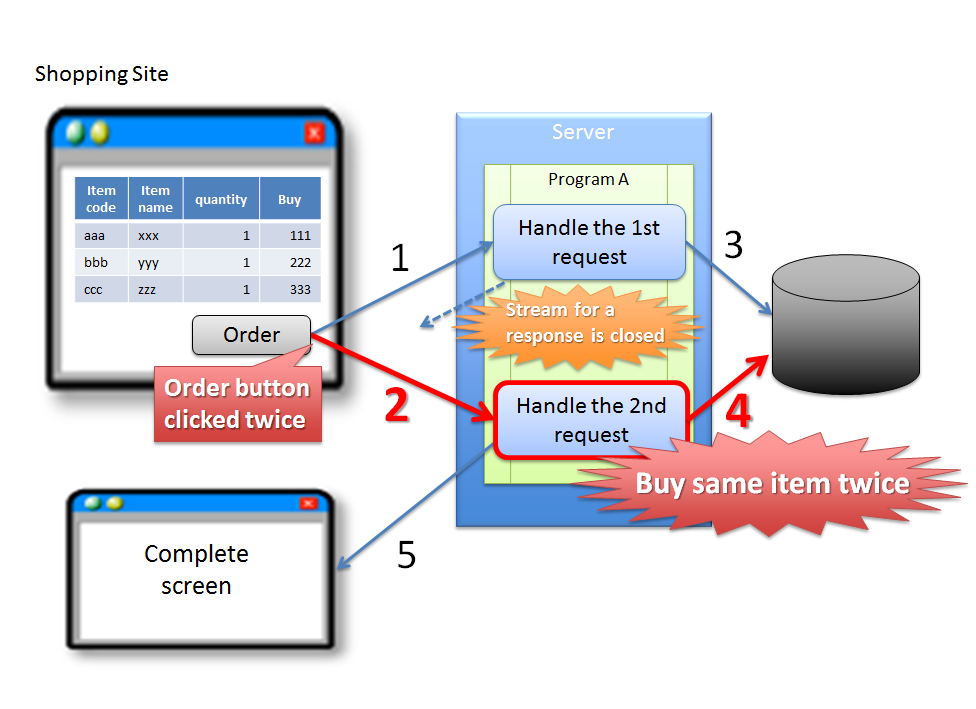 Shopping Site
Item code
Item name
quantity
Buy
aaa xxx 1 111
bbb yyy 1 222
ccc zzz 1 333
Order
Order button
clicked twice
1
2
Server
Program A
Handle the 1st
request
Stream for a
response is closed
Handle the 2nd
request
3
4
Buy same item twice
5
Complete
screen